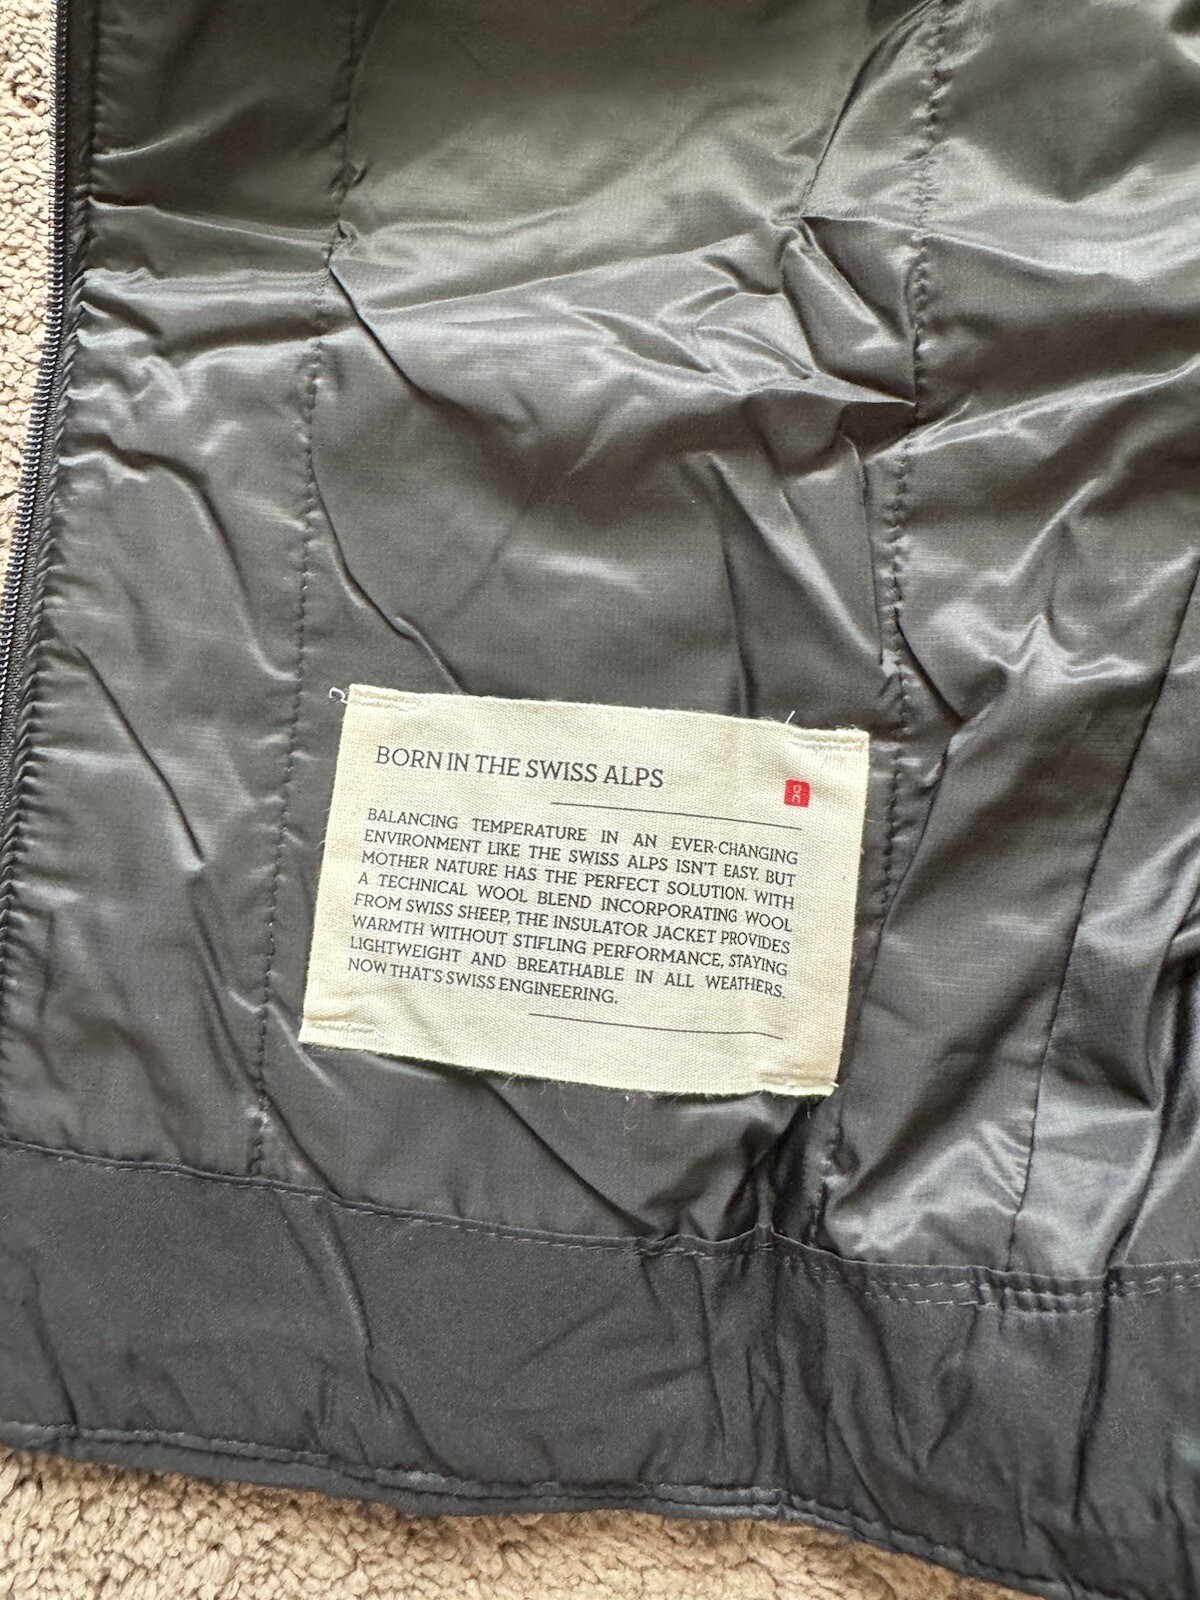 BORN IN THE SWISS ALPS
on
BALANCING TEMPERATURE IN AN EVER-CHANGING
ENVIRONMENT LIKE THE SWISS ALPS ISN'T EASY. BUT
MOTHER NATURE HAS THE PERFECT SOLUTION. WITH
A TECHNICAL WOOL BLEND INCORPORATING WOOL
FROM SWISS SHEEP, THE INSULATOR JACKET PROVIDES
WARMTH WITHOUT STIFLING PERFORMANCE, STAYING
LIGHTWEIGHT AND BREATHABLE IN ALL WEATHERS.
NOW THAT'S SWISS ENGINEERING.